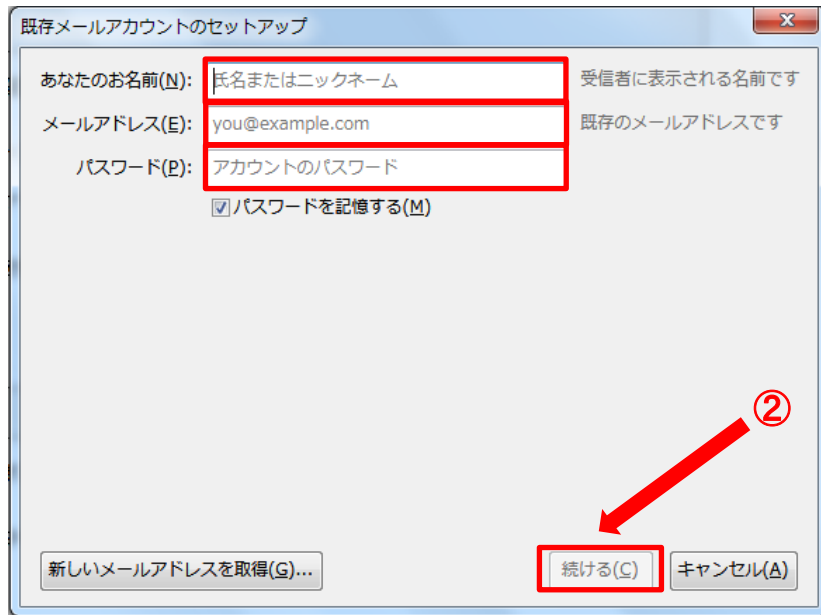 既存メールアカウントのセットアップ
あなたのお名前(N): 氏名またはニックネーム 受信者に表示される名前です
メールアドレス(E): you@example.com 既存のメールアドレスです
パスワード(P): アカウントのパスワード
パスワードを記憶する(M)
②
新しいメールアドレスを取得(G)... 続ける(C) キャンセル(A)